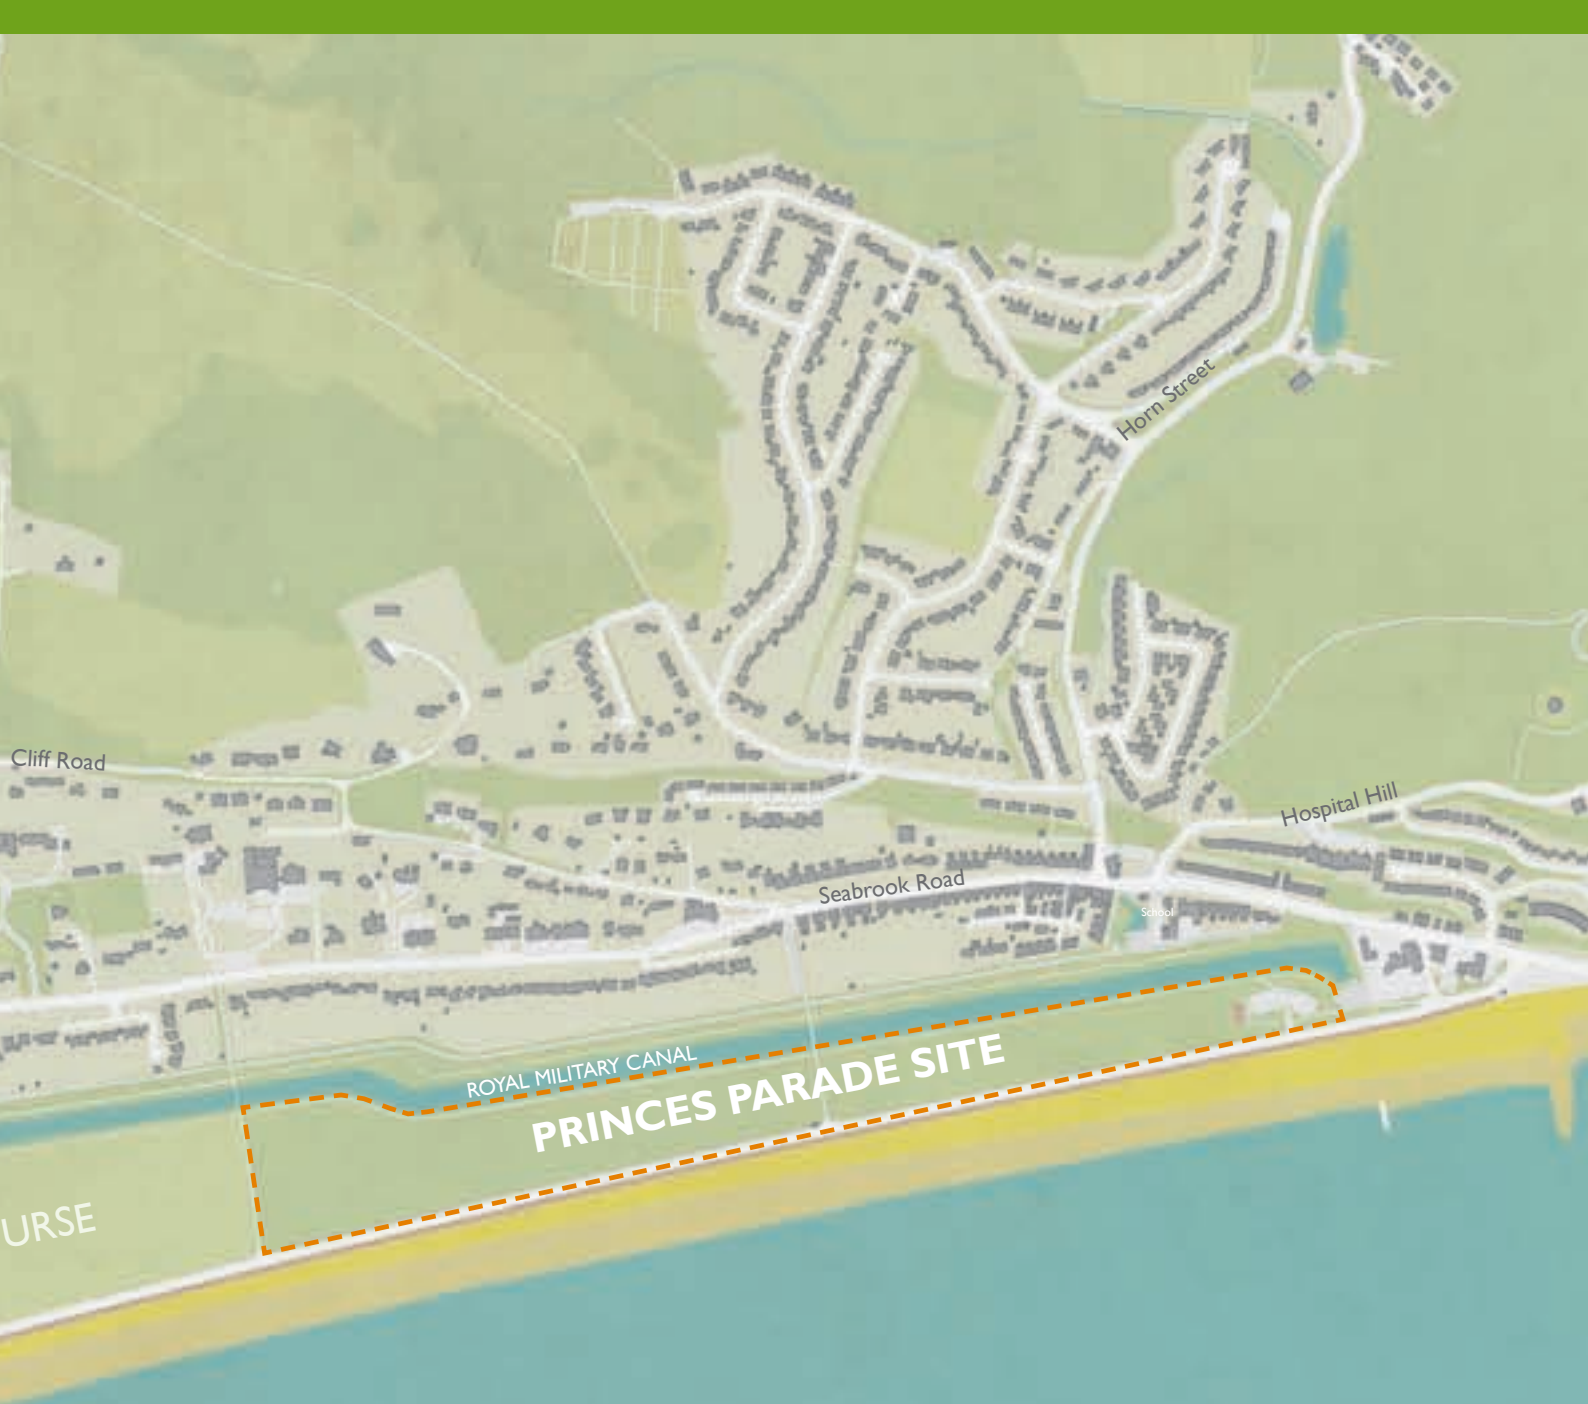 Horn Street
Cliff Road
Hospital Hill
Seabrook Road
School
ROYAL MILITARY CANAL
PRINCES PARADE SITE
URSE